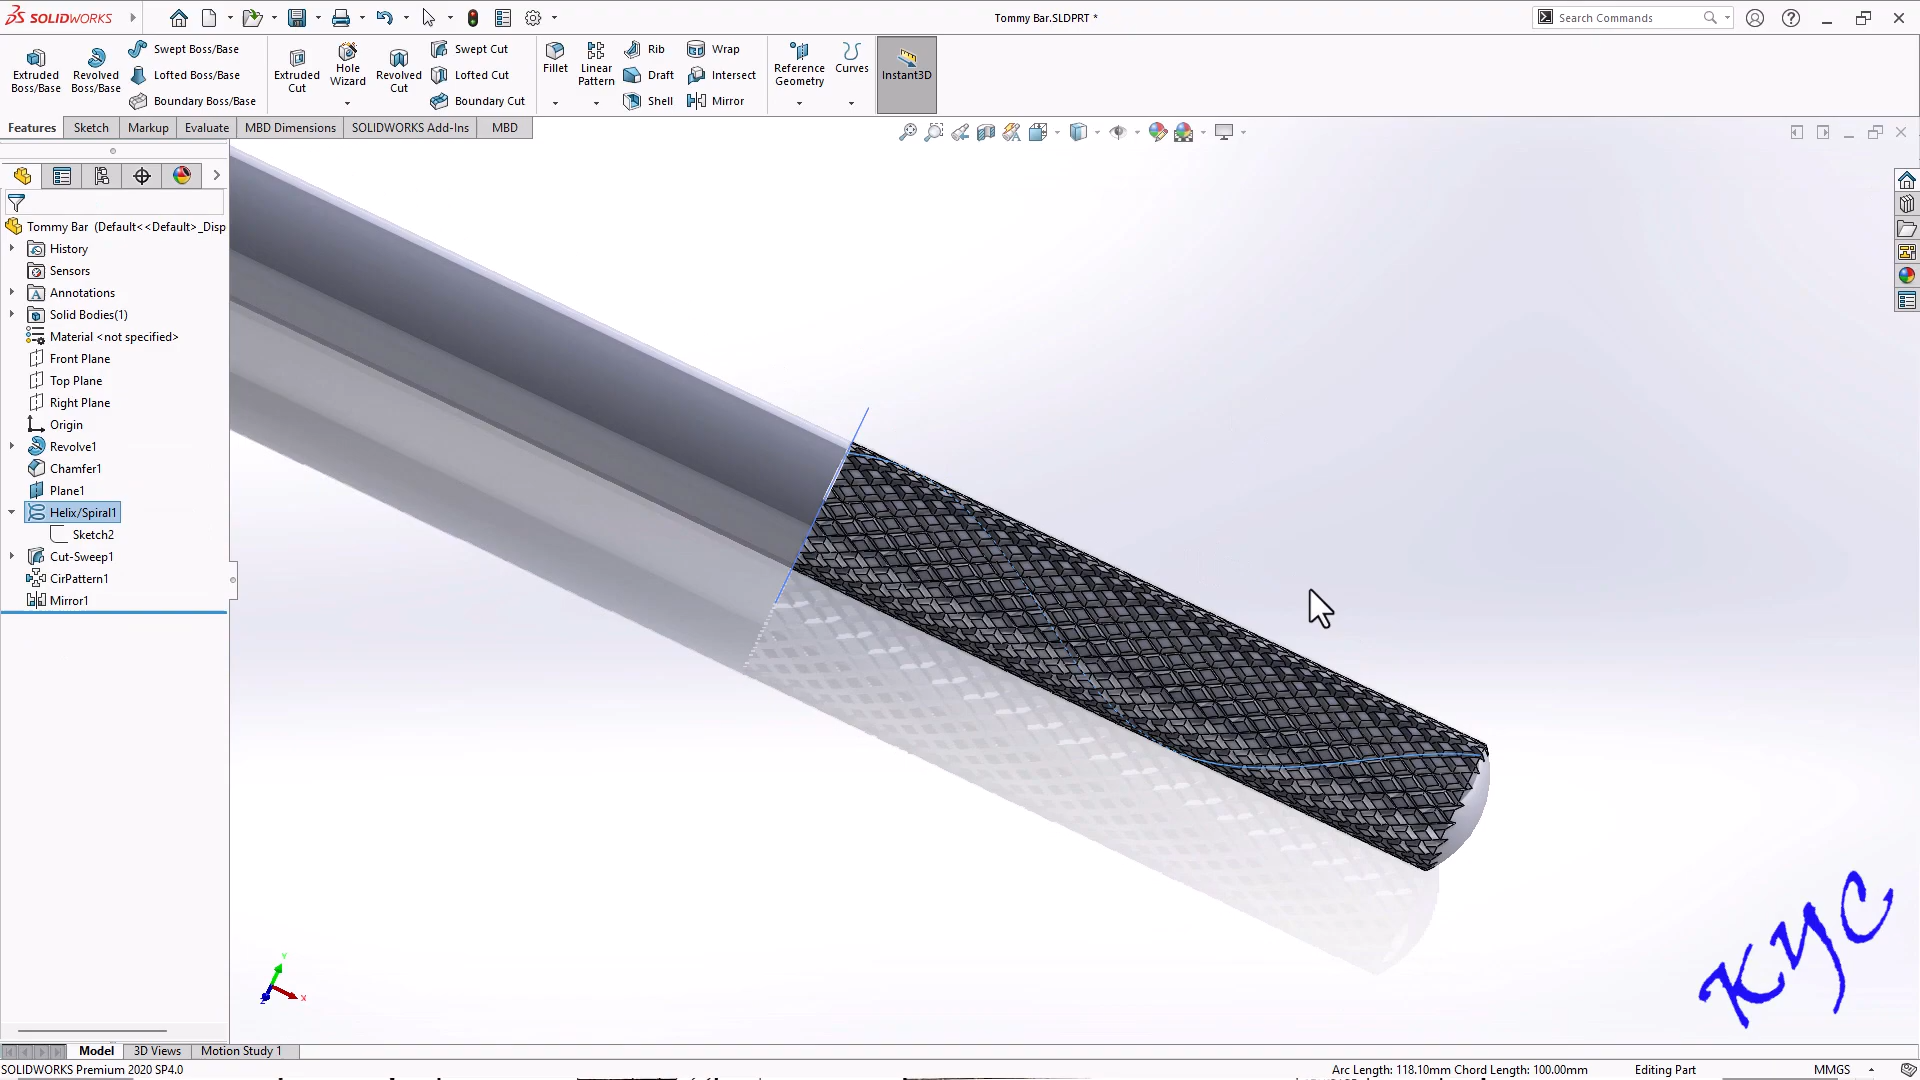 SOLIDWORKS
Tommy Bar.SLDPRT *
Search Commands
Extruded Boss/Base
Revolved Boss/Base
Swept Boss/Base
Lofted Boss/Base
Boundary Boss/Base
Extruded Cut
Hole Wizard
Revolved Cut
Swept Cut
Lofted Cut
Boundary Cut
Fillet
Linear Pattern
Rib
Draft
Shell
Wrap
Intersect
Mirror
Reference Geometry
Curves
Instant3D
Features
Sketch
Markup
Evaluate
MBD Dimensions
SOLIDWORKS Add-Ins
MBD
Tommy Bar (Default<<Default>_Disp
History
Sensors
Annotations
Solid Bodies(1)
Material <not specified>
Front Plane
Top Plane
Right Plane
Origin
Revolve1
Chamfer1
Plane1
Helix/Spiral1
Sketch2
Cut-Sweep1
CirPattern1
Mirror1
Y
X
Z
KYC
Model
3D Views
Motion Study 1
SOLIDWORKS Premium 2020 SP4.0
Arc Length: 118.10mm Chord Length: 100.00mm
Editing Part
MMGS